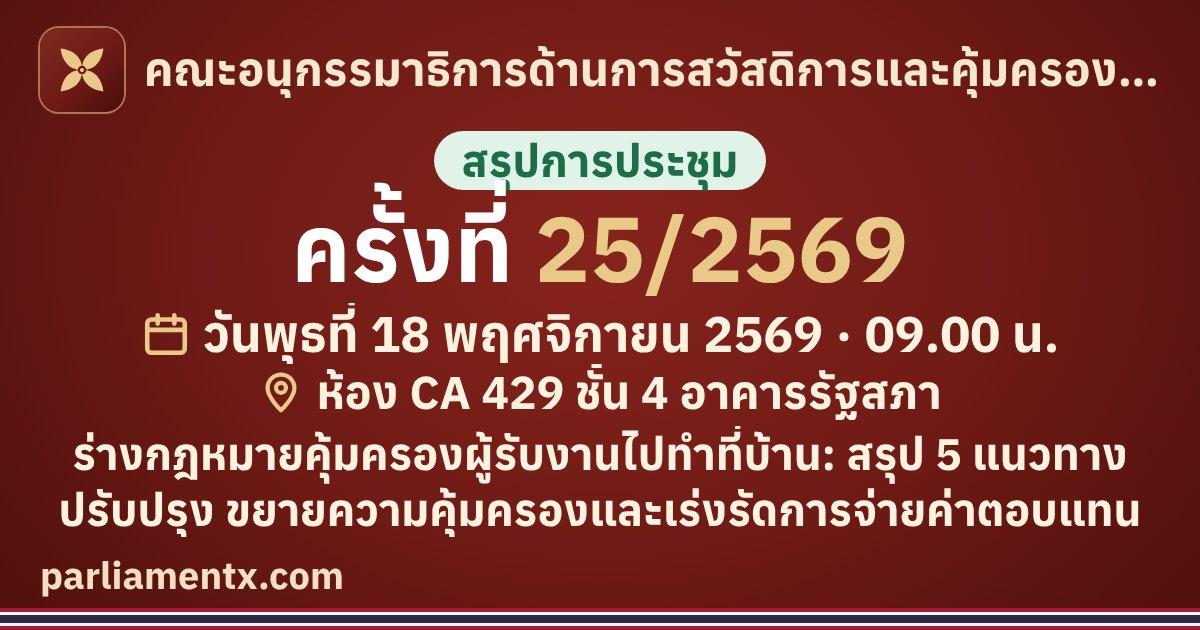 คณะอนุกรรมาธิการด้านการสวัสดิการและคุ้มครอง...
สรุปการประชุม
ครั้งที่ 25/2569
วันพุธที่ 18 พฤศจิกายน 2569 · 09.00 น.
ห้อง CA 429 ชั้น 4 อาคารรัฐสภา
ร่างกฎหมายคุ้มครองผู้รับงานไปทำที่บ้าน: สรุป 5 แนวทาง
ปรับปรุง ขยายความคุ้มครองและเร่งรัดการจ่ายค่าตอบแทน
parliamentx.com